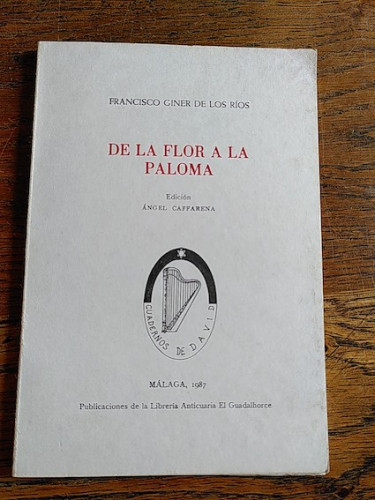 FRANCISCO GINER DE LOS RÍOS
DE LA FLOR A LA
PALOMA
Edición
ÁNGEL CAFFARENA
CUADERNOS DE DAVID
MÁLAGA, 1987
Publicaciones de la Librería Anticuaria El Guadalhorce